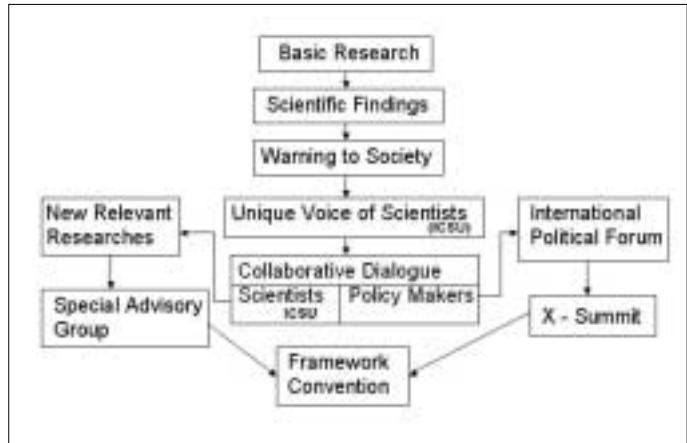 Basic Research
Scientific Findings
Warning to Society
Unique Voice of Scientists
(ICSU)
New Relevant
Researches
International
Political Forum
Collaborative Dialogue
Scientists
ICSU
Policy Makers
Special Advisory
Group
X - Summit
Framework
Convention